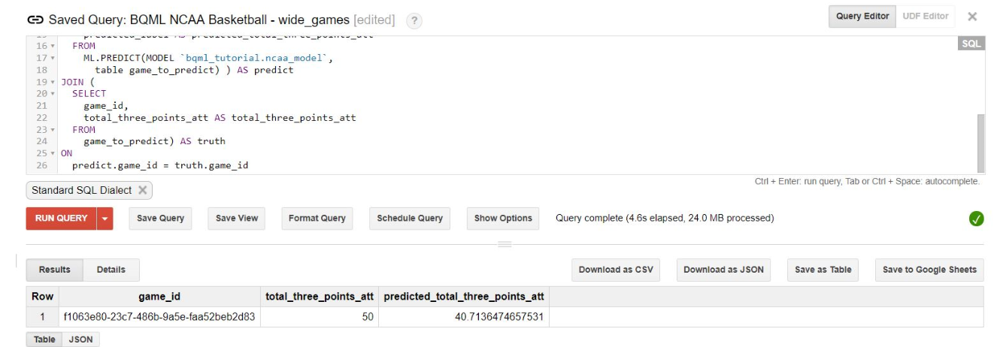 Saved Query: BQML NCAA Basketball - wide_games [edited] ?
Query Editor UDF Editor ×
SQL
16 FROM
17 ML.PREDICT(MODEL `bqml_tutorial.ncaa_model`,
18 table game_to_predict) ) AS predict
19 JOIN (
20 SELECT
21 game_id,
22 total_three_points_att AS total_three_points_att
23 FROM
24 game_to_predict) AS truth
25 ON
26 predict.game_id = truth.game_id
Ctrl + Enter: run query, Tab or Ctrl + Space: autocomplete.
Standard SQL Dialect ×
RUN QUERY Save Query Save View Format Query Schedule Query Show Options Query complete (4.6s elapsed, 24.0 MB processed)
Results Details Download as CSV Download as JSON Save as Table Save to Google Sheets
Row game_id total_three_points_att predicted_total_three_points_att
1 f1063e80-23c7-486b-9a5e-faa52beb2d83 50 40.7136474657531
Table JSON